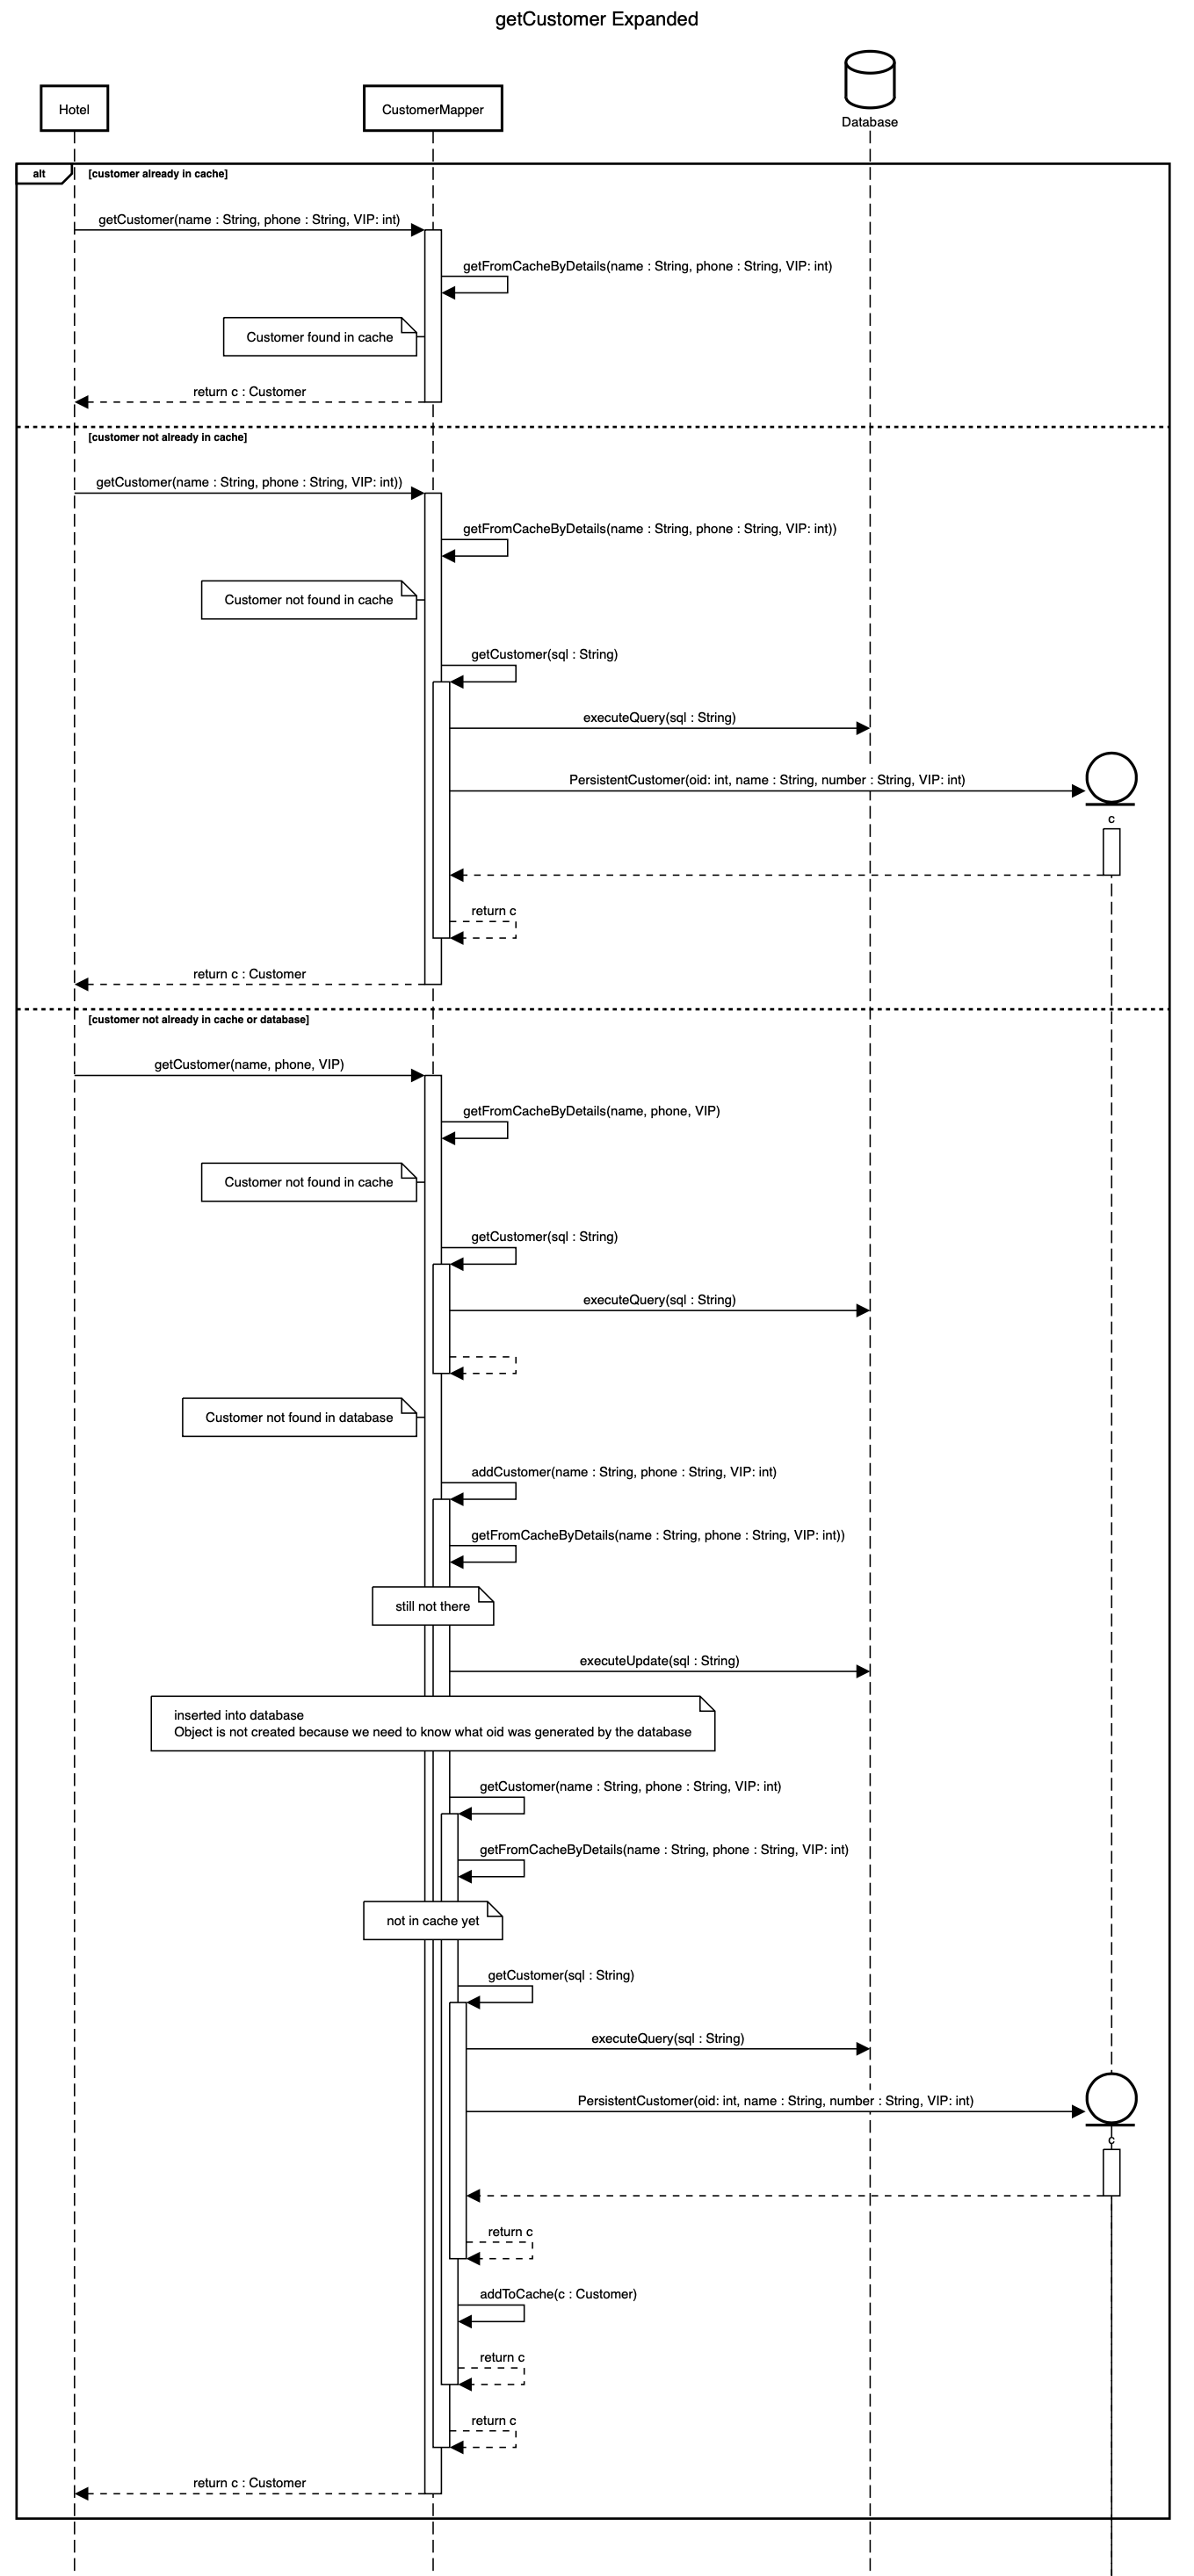 getCustomer Expanded
Hotel
CustomerMapper
Database
alt
[customer already in cache]
getCustomer(name : String, phone : String, VIP: int)
getFromCacheByDetails(name : String, phone : String, VIP: int)
Customer found in cache
return c : Customer
[customer not already in cache]
getCustomer(name : String, phone : String, VIP: int))
getFromCacheByDetails(name : String, phone : String, VIP: int))
Customer not found in cache
getCustomer(sql : String)
executeQuery(sql : String)
PersistentCustomer(oid: int, name : String, number : String, VIP: int)
c
return c
return c : Customer
[customer not already in cache or database]
getCustomer(name, phone, VIP)
getFromCacheByDetails(name, phone, VIP)
Customer not found in cache
getCustomer(sql : String)
executeQuery(sql : String)
Customer not found in database
addCustomer(name : String, phone : String, VIP: int)
getFromCacheByDetails(name : String, phone : String, VIP: int))
still not there
executeUpdate(sql : String)
inserted into database
Object is not created because we need to know what oid was generated by the database
getCustomer(name : String, phone : String, VIP: int)
getFromCacheByDetails(name : String, phone : String, VIP: int)
not in cache yet
getCustomer(sql : String)
executeQuery(sql : String)
PersistentCustomer(oid: int, name : String, number : String, VIP: int)
c
return c
addToCache(c : Customer)
return c
return c
return c : Customer